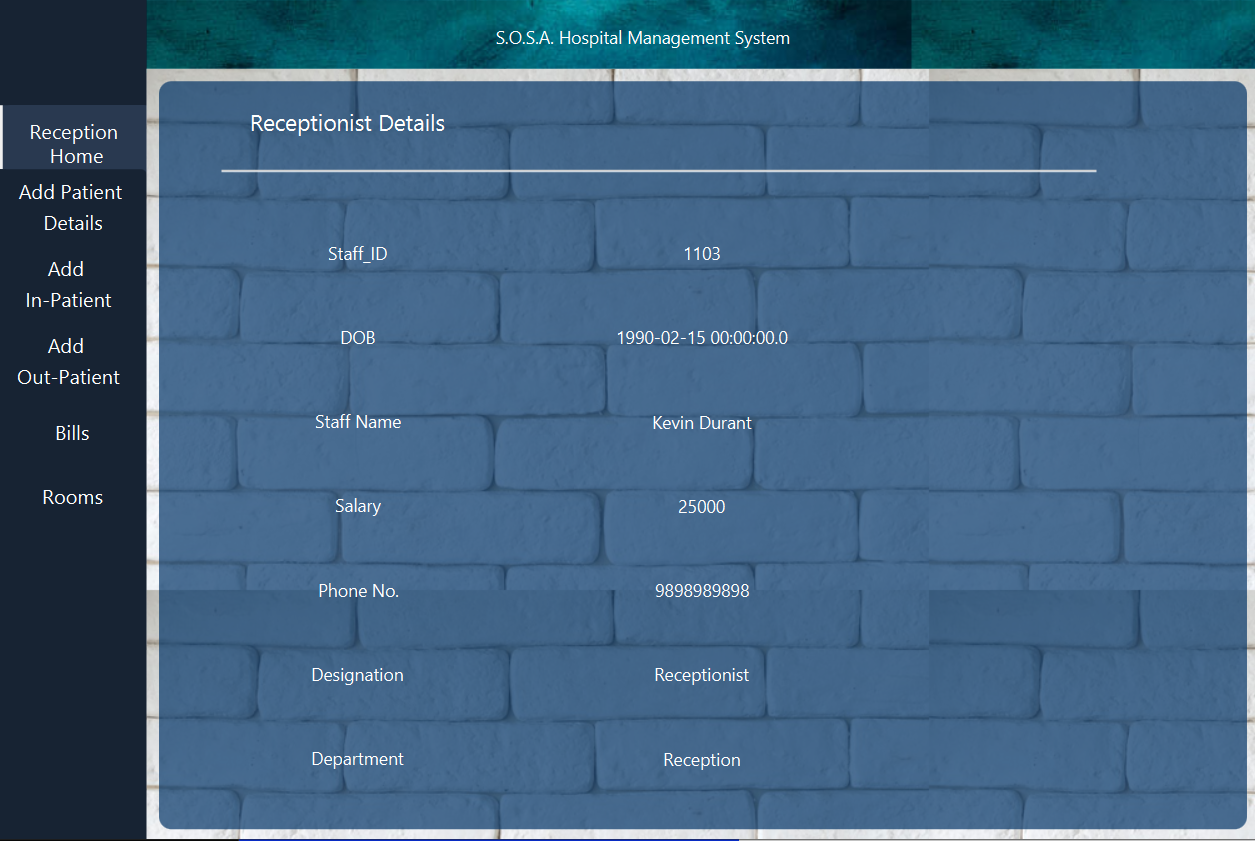 S.O.S.A. Hospital Management System
Reception
Home
Add Patient
Details
Add
In-Patient
Add
Out-Patient
Bills
Rooms
Receptionist Details
Staff_ID 1103
DOB 1990-02-15 00:00:00.0
Staff Name Kevin Durant
Salary 25000
Phone No. 9898989898
Designation Receptionist
Department Reception